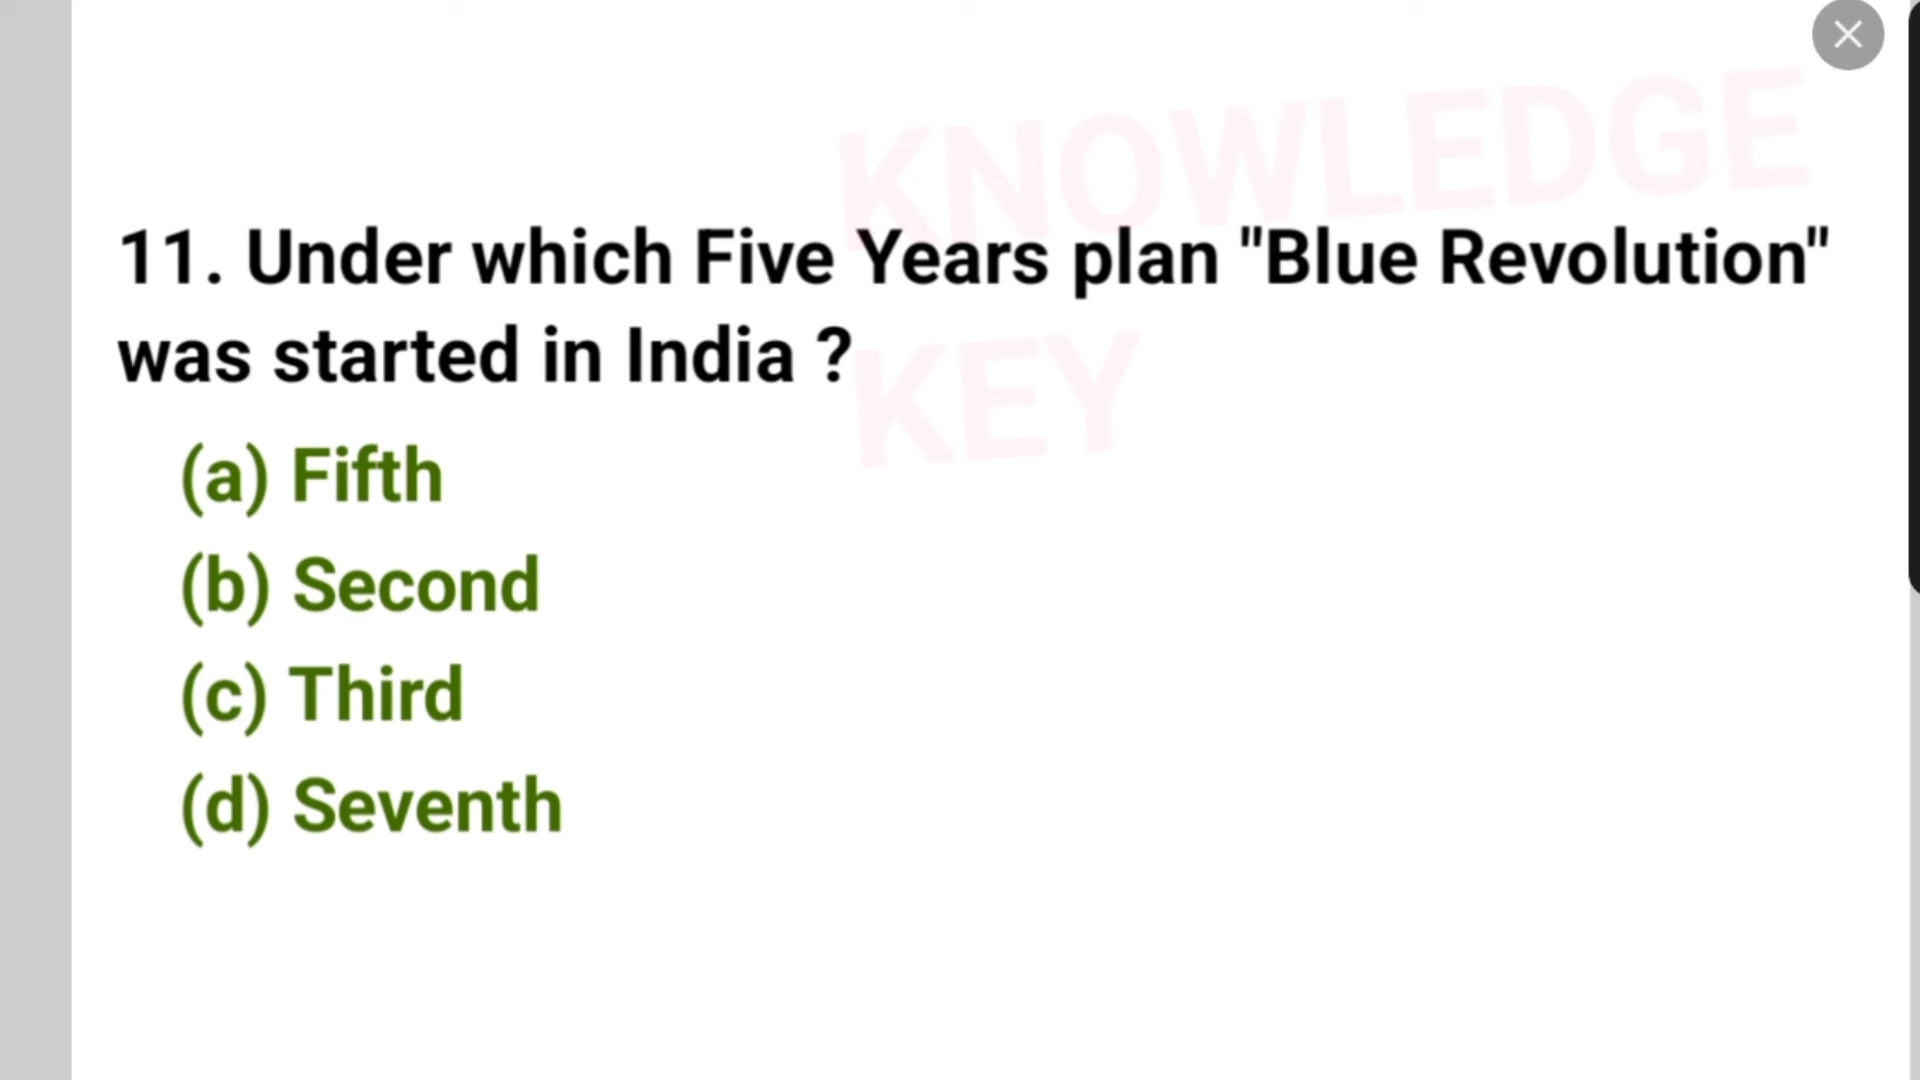 KNOWLEDGE
11. Under which Five Years plan "Blue Revolution"
was started in India ?
KEY
(a) Fifth
(b) Second
(c) Third
(d) Seventh